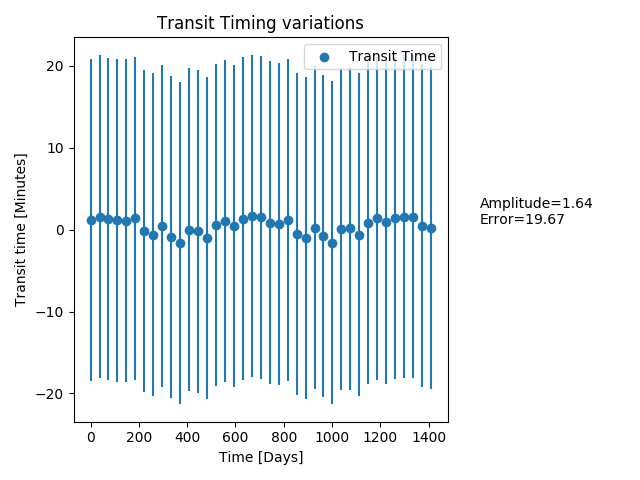 Transit Timing variations
Transit Time
Transit time [Minutes]
20
10
0
−10
−20
0 200 400 600 800 1000 1200 1400
Time [Days]
Amplitude=1.64
Error=19.67